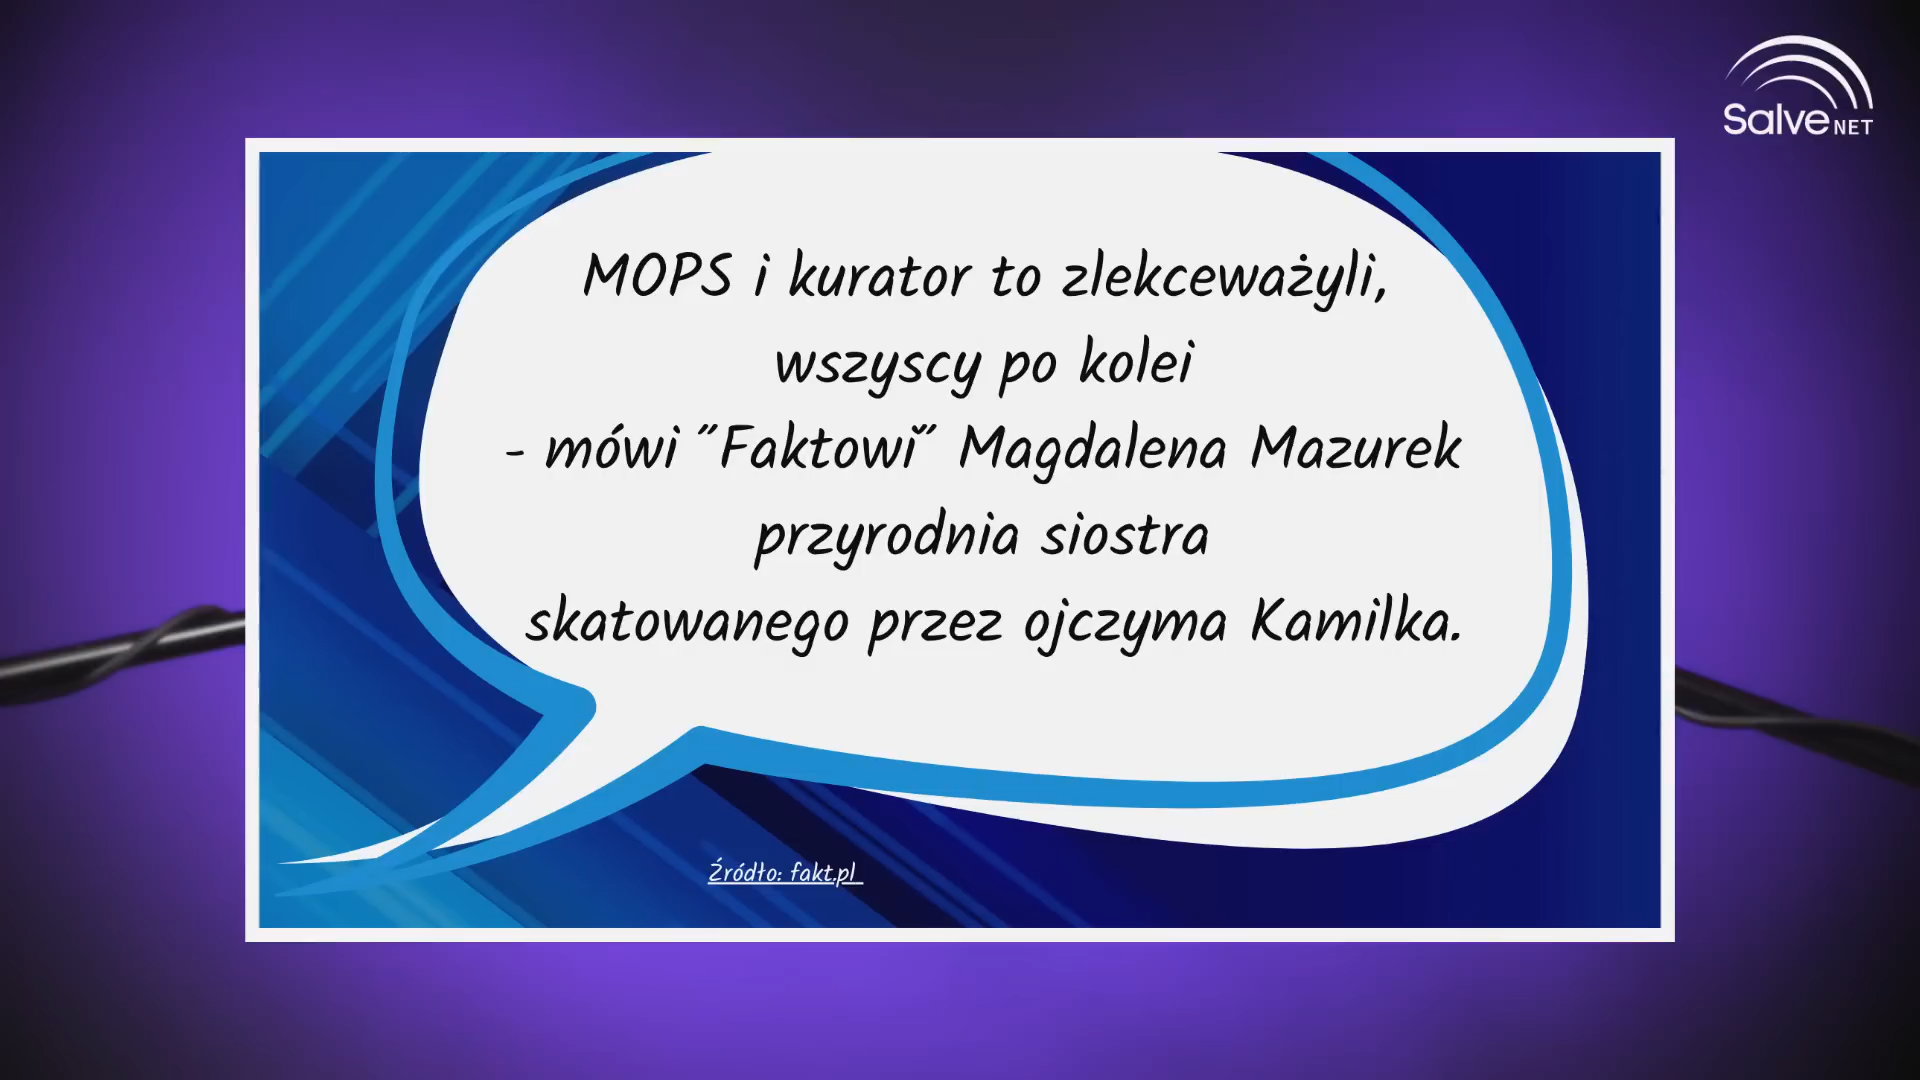 Salve NET
MOPS i kurator to zlekceważyli,
wszyscy po kolei
- mówi "Faktowi" Magdalena Mazurek
przyrodnia siostra
skatowanego przez ojczyma Kamilka.
Źródło: fakt.pl